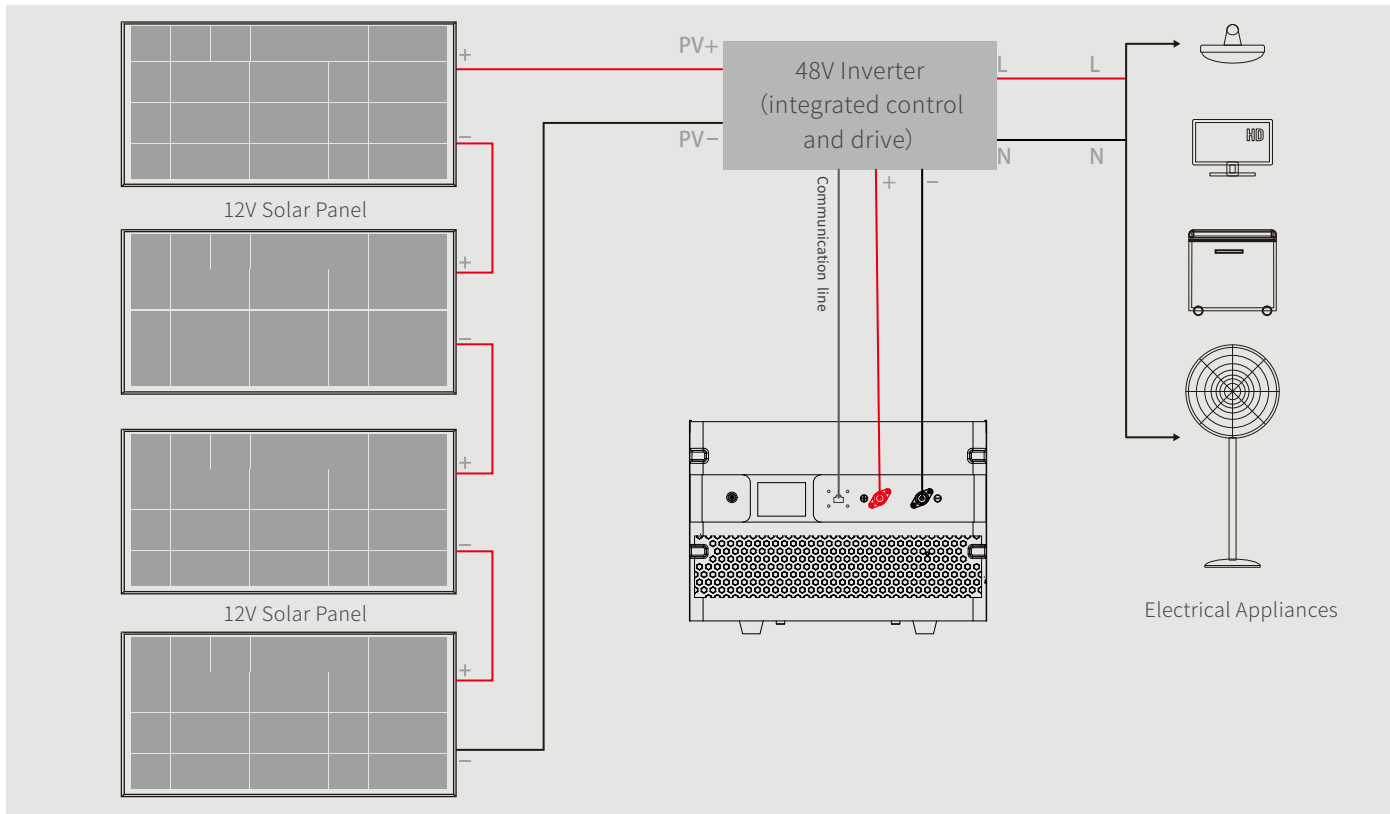 +
−
12V Solar Panel
+
−
+
−
12V Solar Panel
+
−
PV+
PV−
48V Inverter
（integrated control
and drive）
L
L
N
N
+
−
Communication line
HD
Electrical Appliances